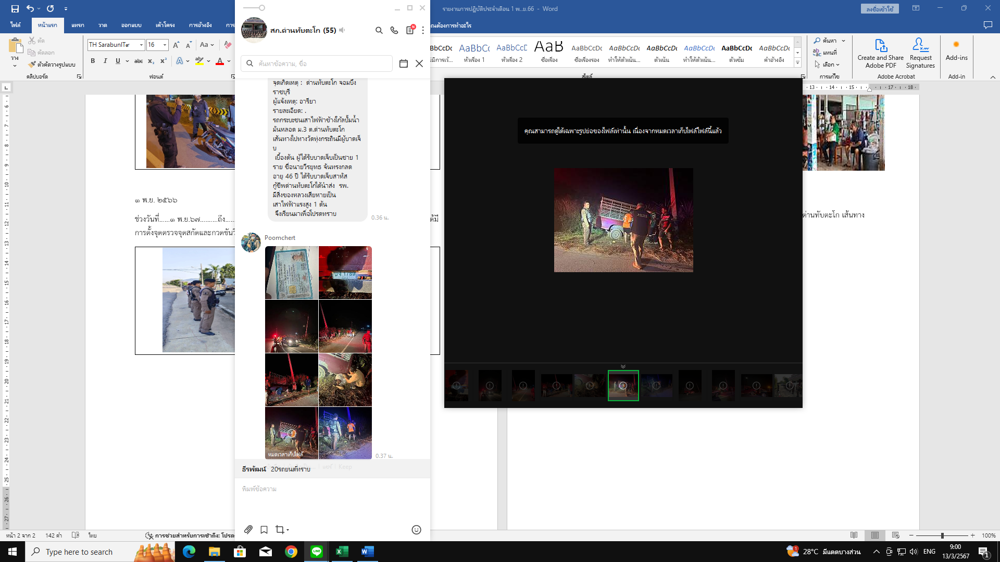 รายงานการปฏิบัติประจำเดือน 1 พ..ย.66 - Word
ลงชื่อเข้าใช้
ไฟล์
หน้าแรก
แทรก
วาด
ออกแบบ
เค้าโครง
การอ้างอิง
ณต้องการทำอะไร
วาง
ตัด
คัดลอก
ตัวคัดวางรูปแบบ
คลิปบอร์ด
TH SarabunIT๙
16
ฟอนต์
หัวเรื่อง 1
หัวเรื่อง 2
ชื่อเรื่อง
ชื่อเรื่องรอง
ทำให้ตัวเน้น...
ตัวเน้น
ทำให้ตัวเน้น...
ตัวเข้ม
คำอ้างอิง
สไตล์
ค้นหา
แทนที่
เลือก
การแก้ไข
Create and Share
Adobe PDF
Request
Signatures
Adobe Acrobat
Add-ins
Add-in
สภ.ด่านทับตะโก (55)
ค้นหาข้อความ, ชื่อ
จุดเกิดเหตุ : ด่านทับตะโก จอมบึง
ราชบุรี
ผู้แจ้งเหตุ: อารียา
รายละเอียด: .
รถกระบะชนเสาไฟฟ้าข้างใกล้ปั๊มน้ำ
มันหลอด ม.3 ต.ด่านทับตะโก
เส้นทางไปทางวัดทุ่งกระถินมีผู้บาดเจ็
บ
เบื้องต้น ผู้ได้รับบาดเจ็บเป็นชาย 1
ราย ชื่อนายวีรยุทธ จันทรงกลด
อายุ 46 ปี ได้รับบาดเจ็บสาหัส
กู้ชีพด่านทับตะโกได้นำส่ง รพ.
มีสิ่งของหลวงเสียหายเป็น
เสาไฟฟ้าแรงสูง 1 ต้น
จึงเรียนมาเพื่อโปรดทราบ
0.36 น.
Poomchert
หมดเวลาเก็บไฟล์
0.37 น.
ธีรพัฒน์ 20รถยนต์ทราบ
แชร์ | Keep
พิมพ์ข้อความ
คุณสามารถดูได้เฉพาะรูปย่อของไฟล์เท่านั้น เนื่องจากหมดเวลาเก็บไฟล์ไฟล์นี้แล้ว
POLICE
๑ พ.ย. ๒๕๖๖
ช่วงวันที่......๑ พ.ย.๖๗..........ถึง
การตั้งจุดตรวจจุดสกัดและกวดขันวิ
ด่านทับตะโก เส้นทาง
หน้า 2 จาก 2
142 คำ
ไทย
การช่วยสำหรับการเข้าถึง: โปรด
100%
Type here to search
28°C มีแดดบางส่วน
ENG
9:00
13/3/2567